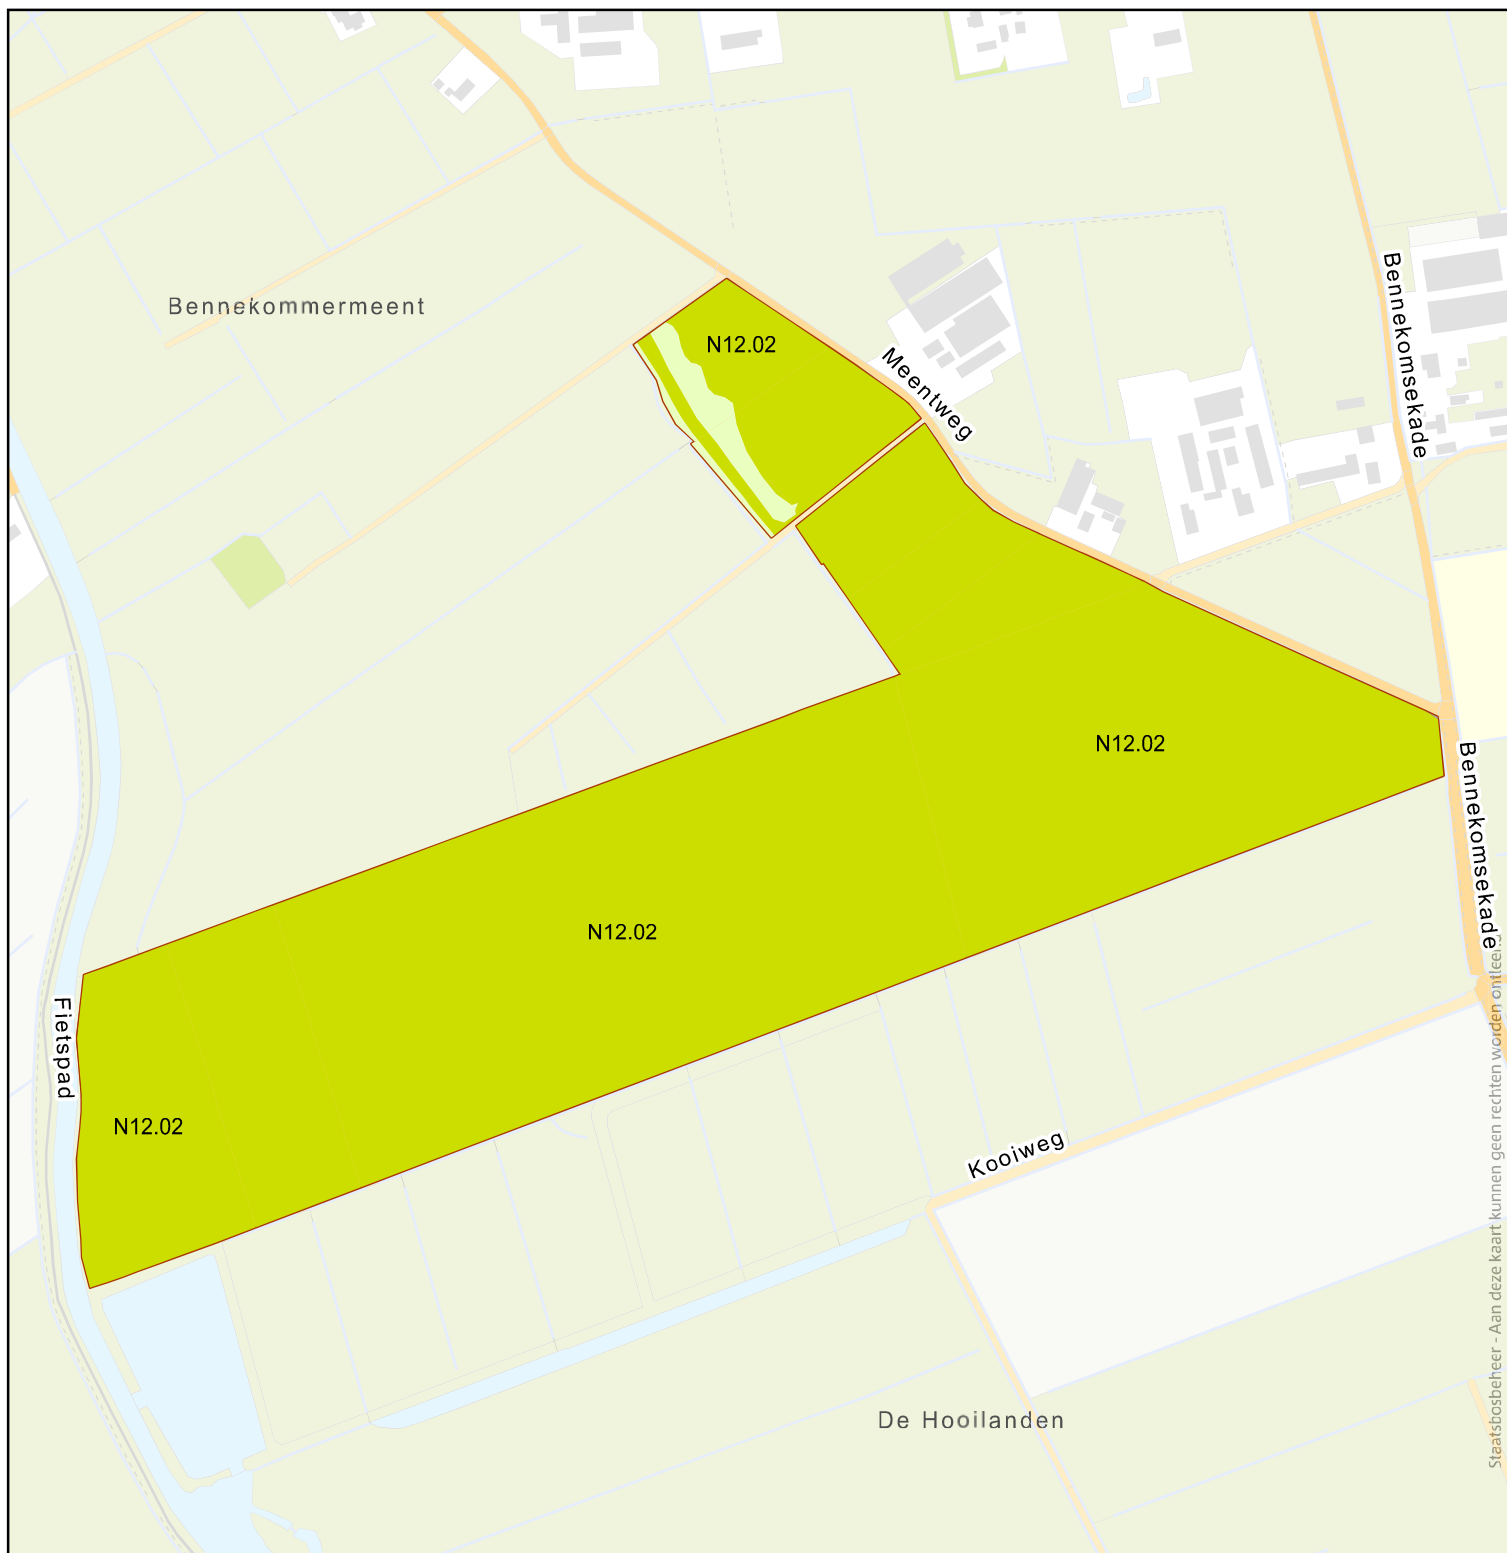 Bennekommermeent
N12.02
Meentweg
Bennekomsekade
N12.02
Bennekomsekade
N12.02
Fietspad
N12.02
Kooiweg
De Hooilanden
Staatsbosbeheer - Aan deze kaart kunnen geen rechten worden ontleen